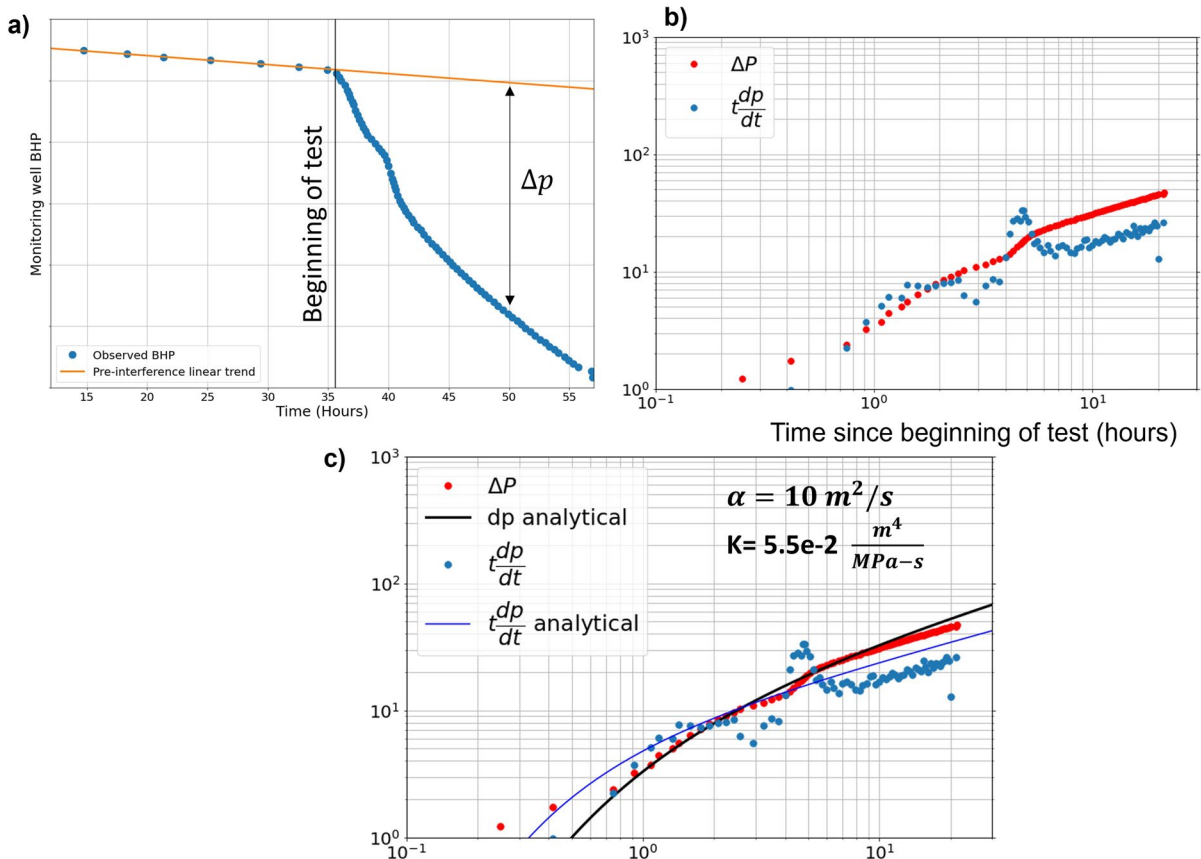 a)
Monitoring well BHP
Beginning of test
Δp
Observed BHP
Pre-interference linear trend
15 20 25 30 35 40 45 50 55
Time (Hours)
b)
10³
10²
10¹
10⁰
ΔP
t dp/dt
10⁻¹ 10⁰ 10¹
Time since beginning of test (hours)
c)
10³
10²
10¹
10⁰
ΔP
dp analytical
t dp/dt
t dp/dt analytical
α = 10 m²/s
K= 5.5e-2 m⁴/MPa−s
10⁻¹ 10⁰ 10¹